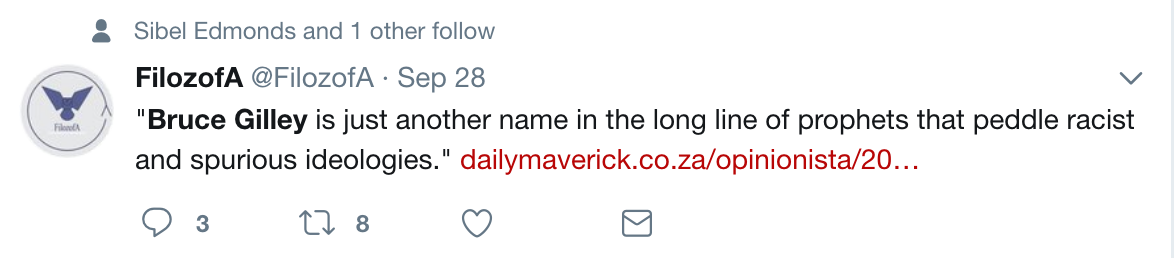 Sibel Edmonds and 1 other follow
FilozofA @FilozofA · Sep 28
FilozofA
"Bruce Gilley is just another name in the long line of prophets that peddle racist
and spurious ideologies." dailymaverick.co.za/opinionista/20…
3 8